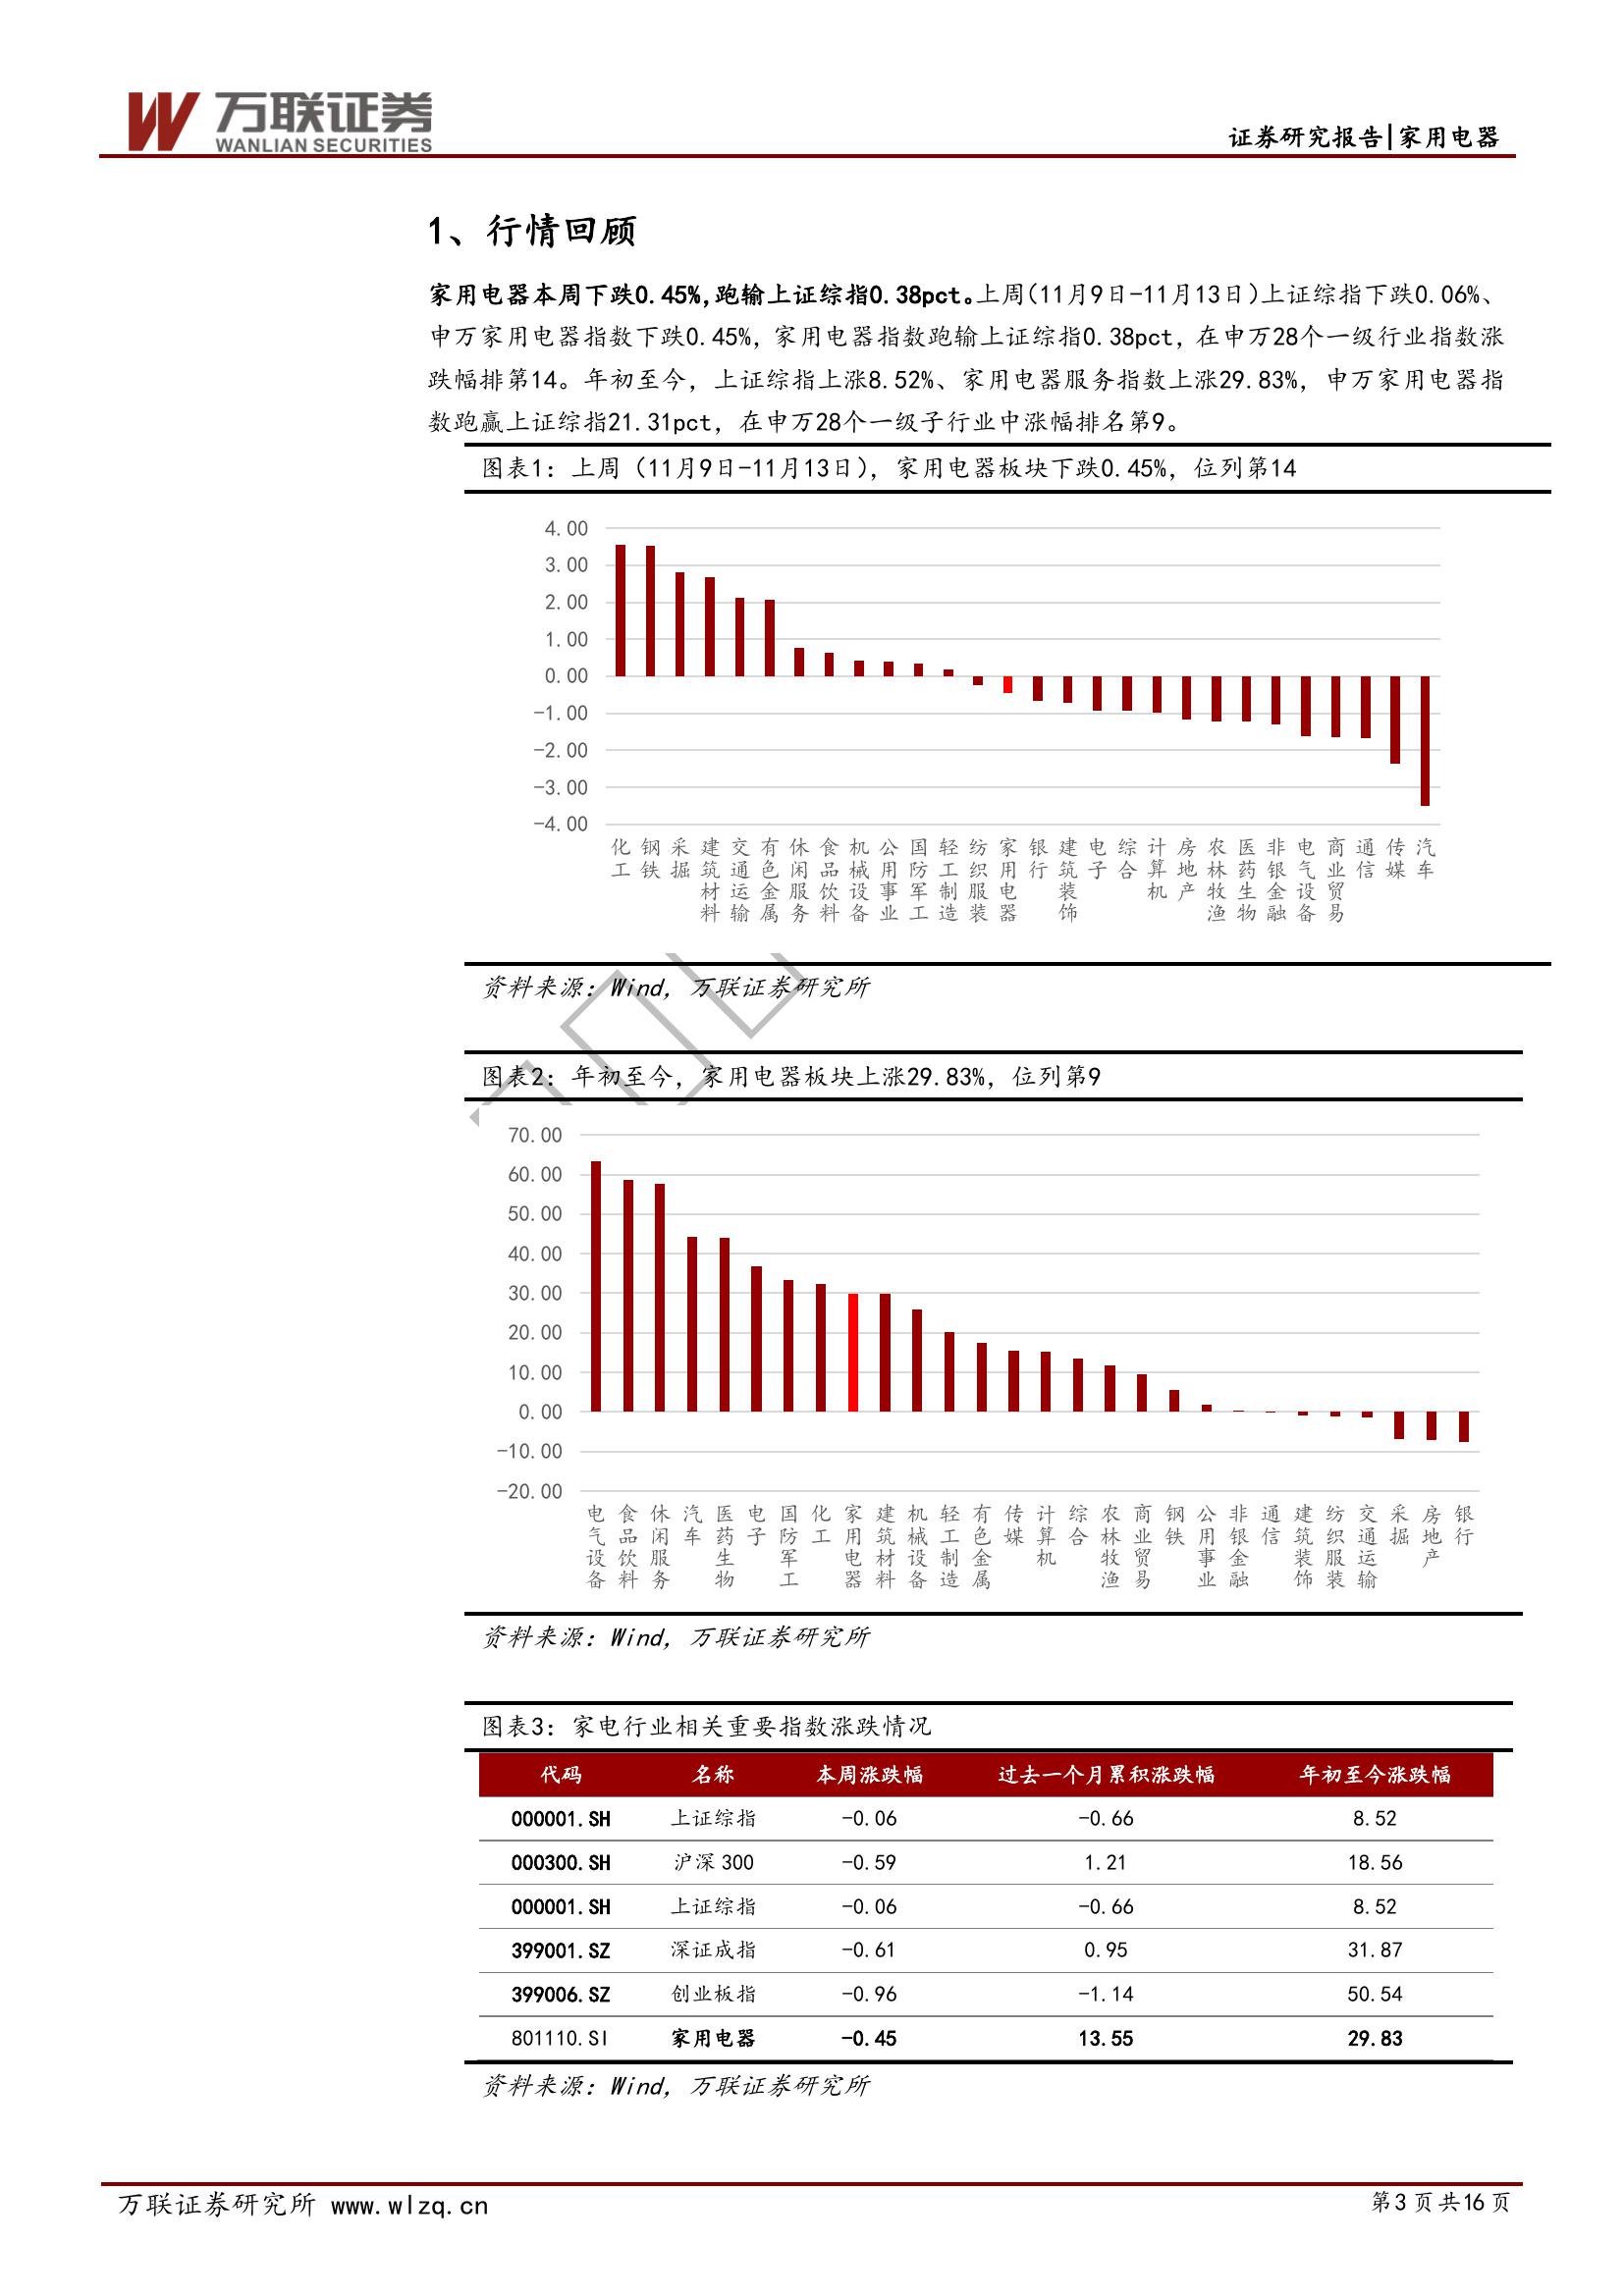 万联证券
WANLIAN SECURITIES
证券研究报告|家用电器
1、行情回顾
家用电器本周下跌0.45%,跑输上证综指0.38pct。上周(11月9日-11月13日)上证综指下跌0.06%、
申万家用电器指数下跌0.45%，家用电器指数跑输上证综指0.38pct，在申万28个一级行业指数涨
跌幅排第14。年初至今，上证综指上涨8.52%、家用电器服务指数上涨29.83%，申万家用电器指
数跑赢上证综指21.31pct，在申万28个一级子行业中涨幅排名第9。
图表1：上周（11月9日-11月13日），家用电器板块下跌0.45%，位列第14
4.00
3.00
2.00
1.00
0.00
-1.00
-2.00
-3.00
-4.00
化工 钢铁 采掘 建筑材料 交通运输 有色金属 休闲服务 食品饮料 机械设备 公用事业 国防军工 轻工制造 纺织服装 家用电器 银行 建筑装饰 电子 综合 计算机 房地产 农林牧渔 医药生物 非银金融 电气设备 商业贸易 通信 传媒 汽车
资料来源：Wind，万联证券研究所
图表2：年初至今，家用电器板块上涨29.83%，位列第9
70.00
60.00
50.00
40.00
30.00
20.00
10.00
0.00
-10.00
-20.00
电气设备 食品饮料 休闲服务 汽车 医药生物 电子 国防军工 化工 家用电器 建筑材料 机械设备 轻工制造 有色金属 传媒 计算机 综合 农林牧渔 商业贸易 钢铁 公用事业 非银金融 通信 建筑装饰 纺织服装 交通运输 采掘 房地产 银行
资料来源：Wind，万联证券研究所
图表3：家电行业相关重要指数涨跌情况
代码 名称 本周涨跌幅 过去一个月累积涨跌幅 年初至今涨跌幅
000001.SH 上证综指 -0.06 -0.66 8.52
000300.SH 沪深300 -0.59 1.21 18.56
000001.SH 上证综指 -0.06 -0.66 8.52
399001.SZ 深证成指 -0.61 0.95 31.87
399006.SZ 创业板指 -0.96 -1.14 50.54
801110.SI 家用电器 -0.45 13.55 29.83
资料来源：Wind，万联证券研究所
万联证券研究所 www.wlzq.cn
第3页共16页